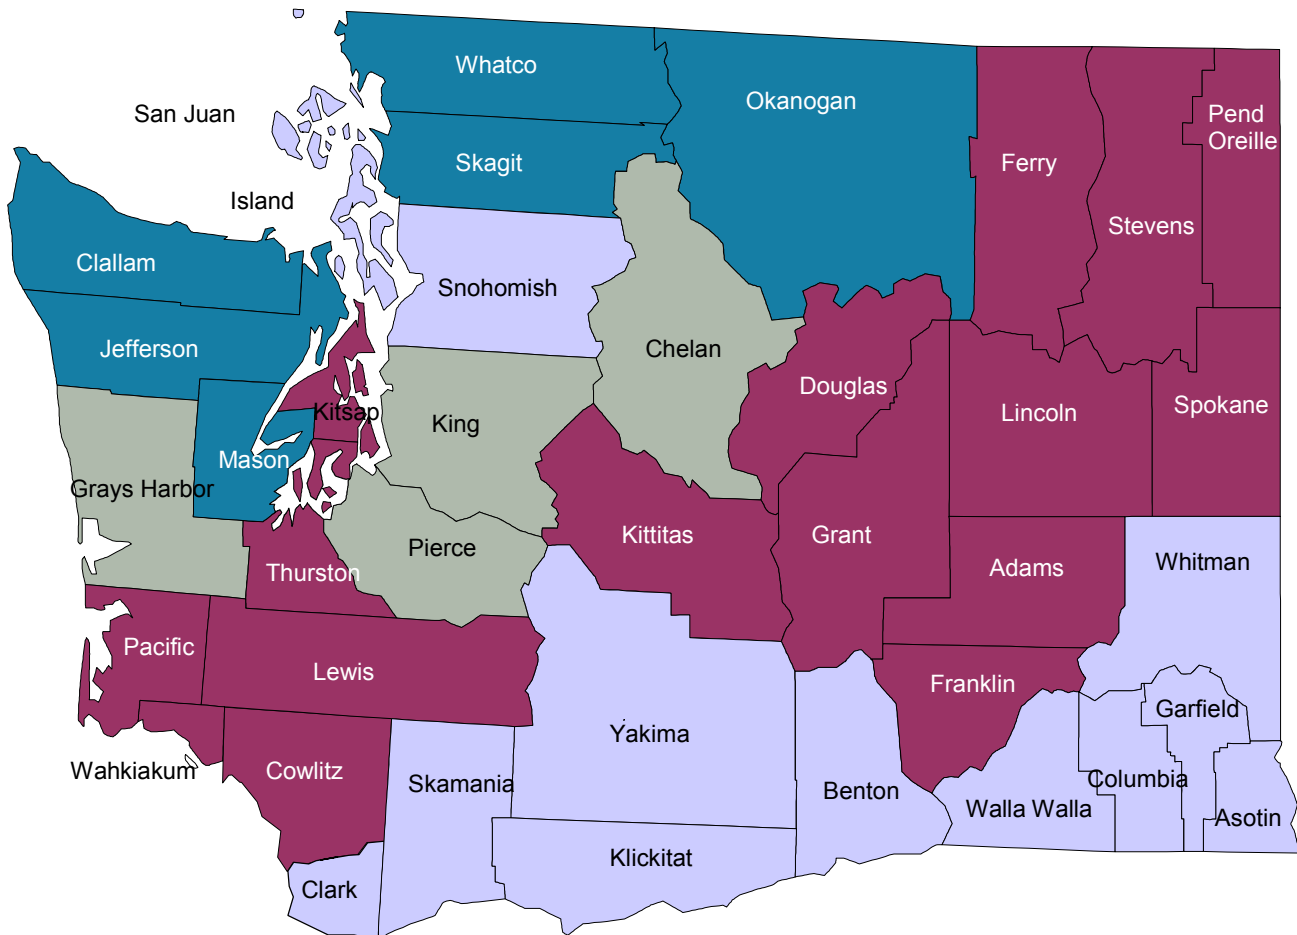 Whatco
Okanogan
San Juan
Pend
Oreille
Skagit
Ferry
Island
Stevens
Clallam
Snohomish
Jefferson
Chelan
Douglas
Kitsap
King
Lincoln
Spokane
Mason
Grays Harbor
Kittitas
Grant
Pierce
Whitman
Thurston
Adams
Pacific
Lewis
Franklin
Garfield
Yakima
Wahkiakum
Cowlitz
Skamania
Benton
Columbia
Walla Walla
Asotin
Klickitat
Clark